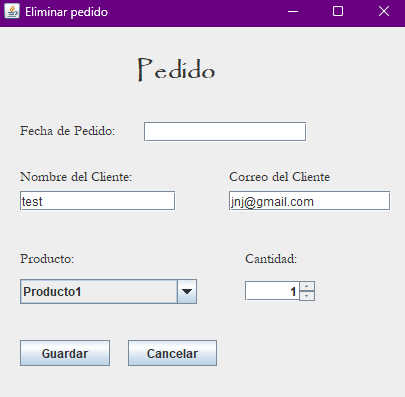 Eliminar pedido
Pedido
Fecha de Pedido:
Nombre del Cliente: Correo del Cliente
test jnj@gmail.com
Producto: Cantidad:
Producto1 1
Guardar Cancelar